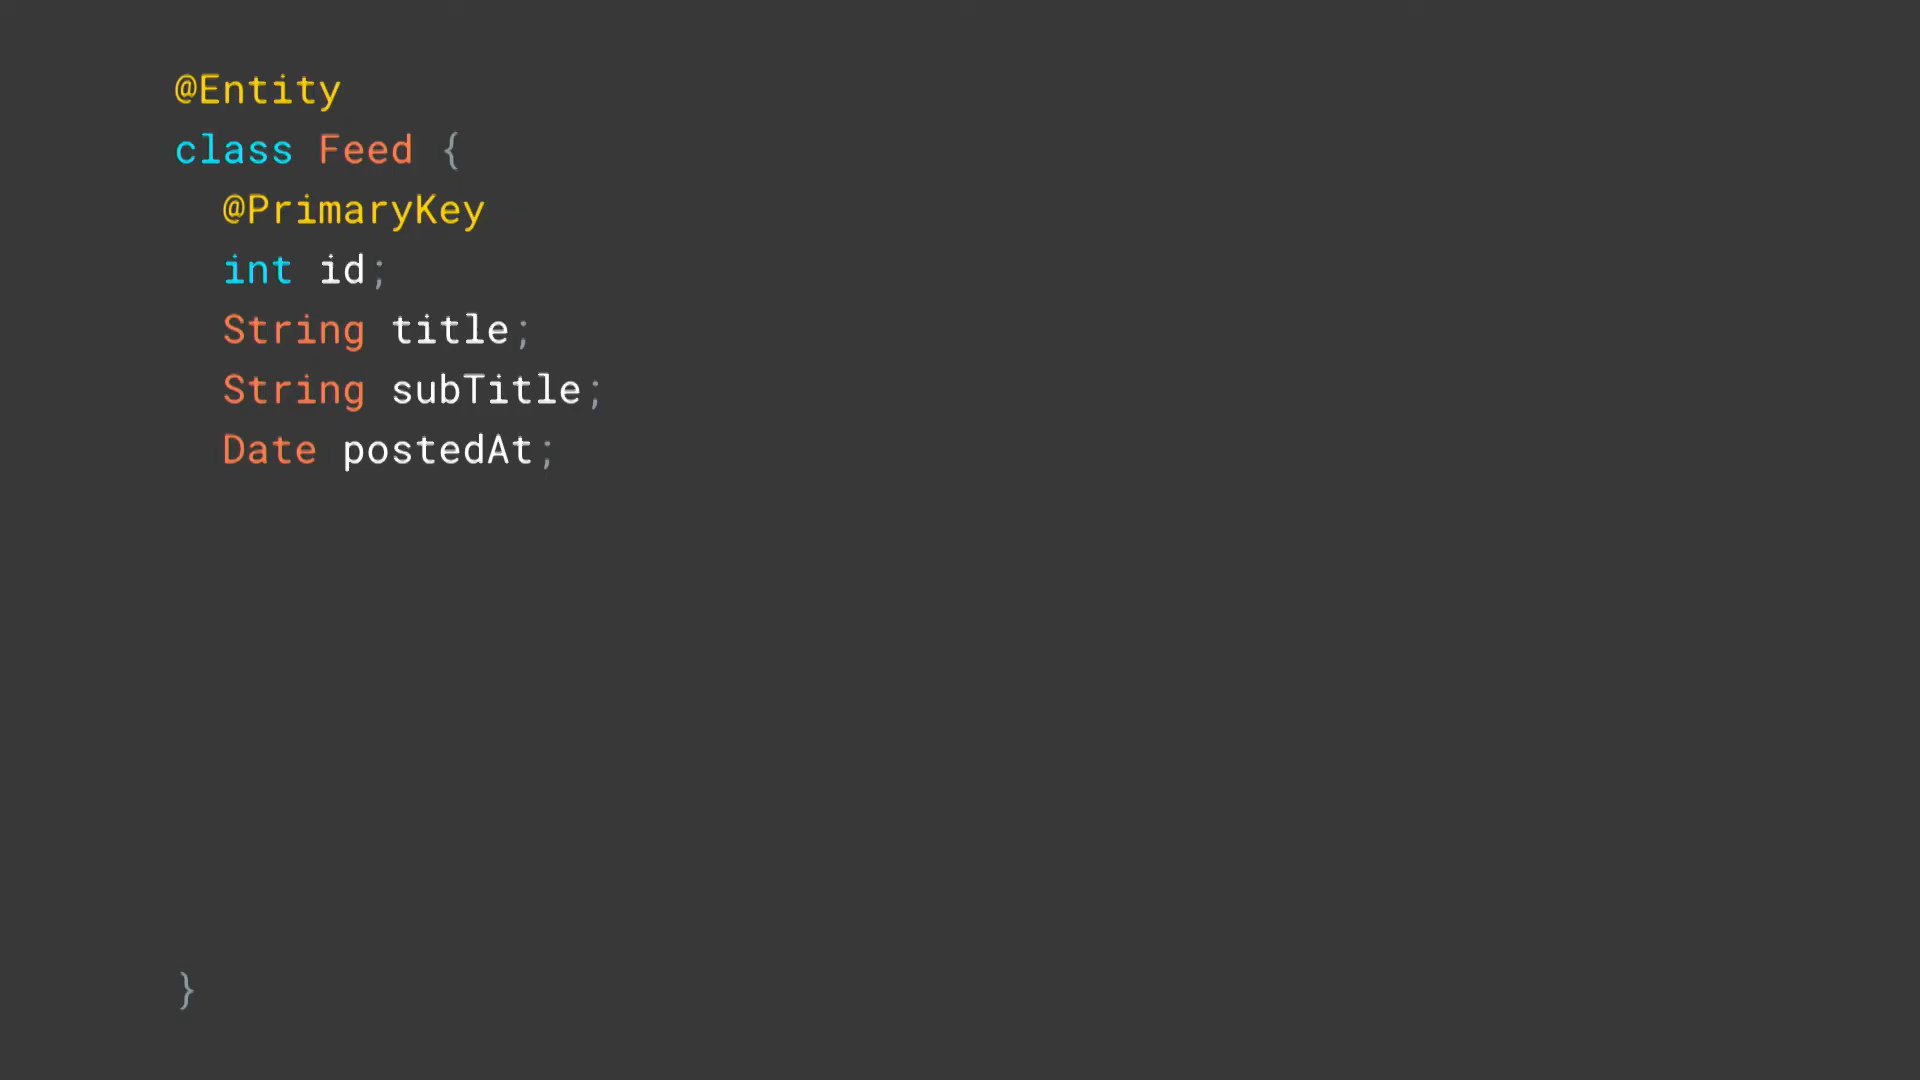 @Entity
class Feed {
@PrimaryKey
int id;
String title;
String subTitle;
Date postedAt;
}